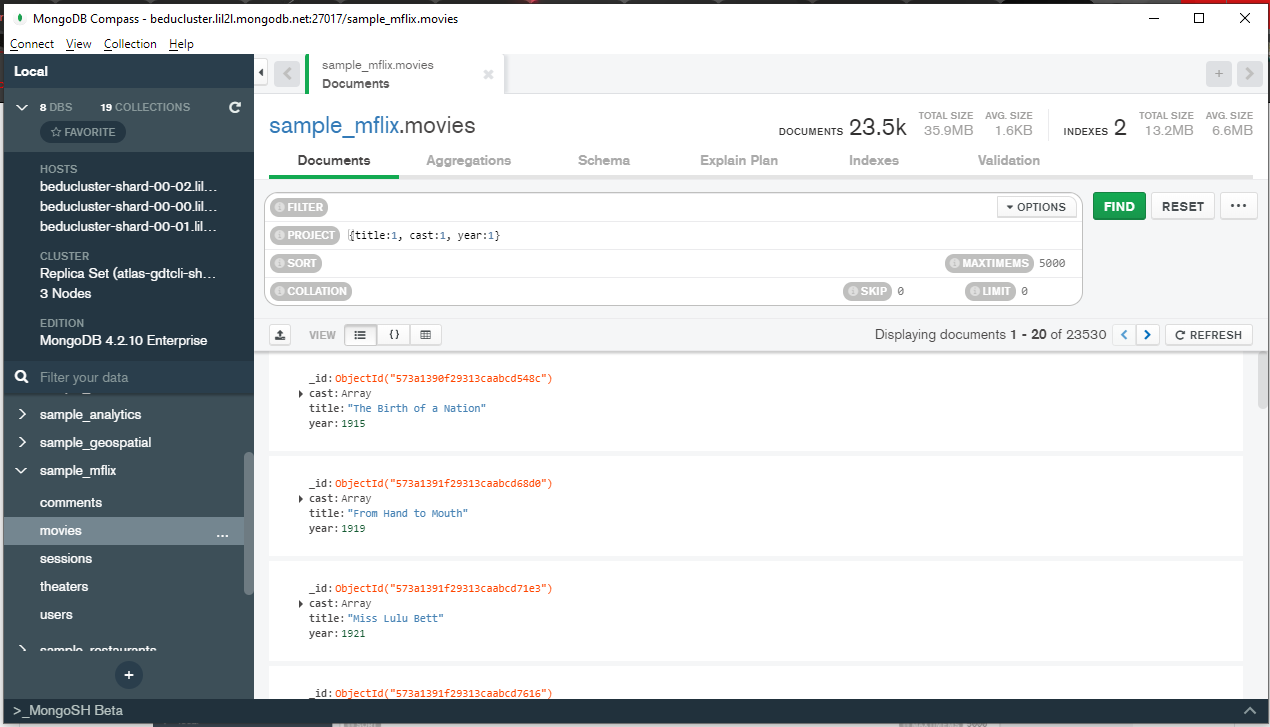 MongoDB Compass - beducluster.lil2l.mongodb.net:27017/sample_mflix.movies
Connect View Collection Help
Local
8 DBS 19 COLLECTIONS
FAVORITE
HOSTS
beducluster-shard-00-02.lil...
beducluster-shard-00-00.lil...
beducluster-shard-00-01.lil...
CLUSTER
Replica Set (atlas-gdtcli-sh...
3 Nodes
EDITION
MongoDB 4.2.10 Enterprise
Filter your data
sample_analytics
sample_geospatial
sample_mflix
comments
movies ...
sessions
theaters
users
sample_restaurants
+
>_MongoSH Beta
sample_mflix.movies
Documents
sample_mflix.movies
DOCUMENTS 23.5k TOTAL SIZE 35.9MB AVG. SIZE 1.6KB INDEXES 2 TOTAL SIZE 13.2MB AVG. SIZE 6.6MB
Documents Aggregations Schema Explain Plan Indexes Validation
FILTER OPTIONS FIND RESET ...
PROJECT {title:1, cast:1, year:1}
SORT MAXTIMEMS 5000
COLLATION SKIP 0 LIMIT 0
VIEW {} Displaying documents 1 - 20 of 23530 < > REFRESH
_id: ObjectId("573a1390f29313caabcd548c")
cast: Array
title: "The Birth of a Nation"
year: 1915
_id: ObjectId("573a1391f29313caabcd68d0")
cast: Array
title: "From Hand to Mouth"
year: 1919
_id: ObjectId("573a1391f29313caabcd71e3")
cast: Array
title: "Miss Lulu Bett"
year: 1921
_id: ObjectId("573a1391f29313caabcd7616")